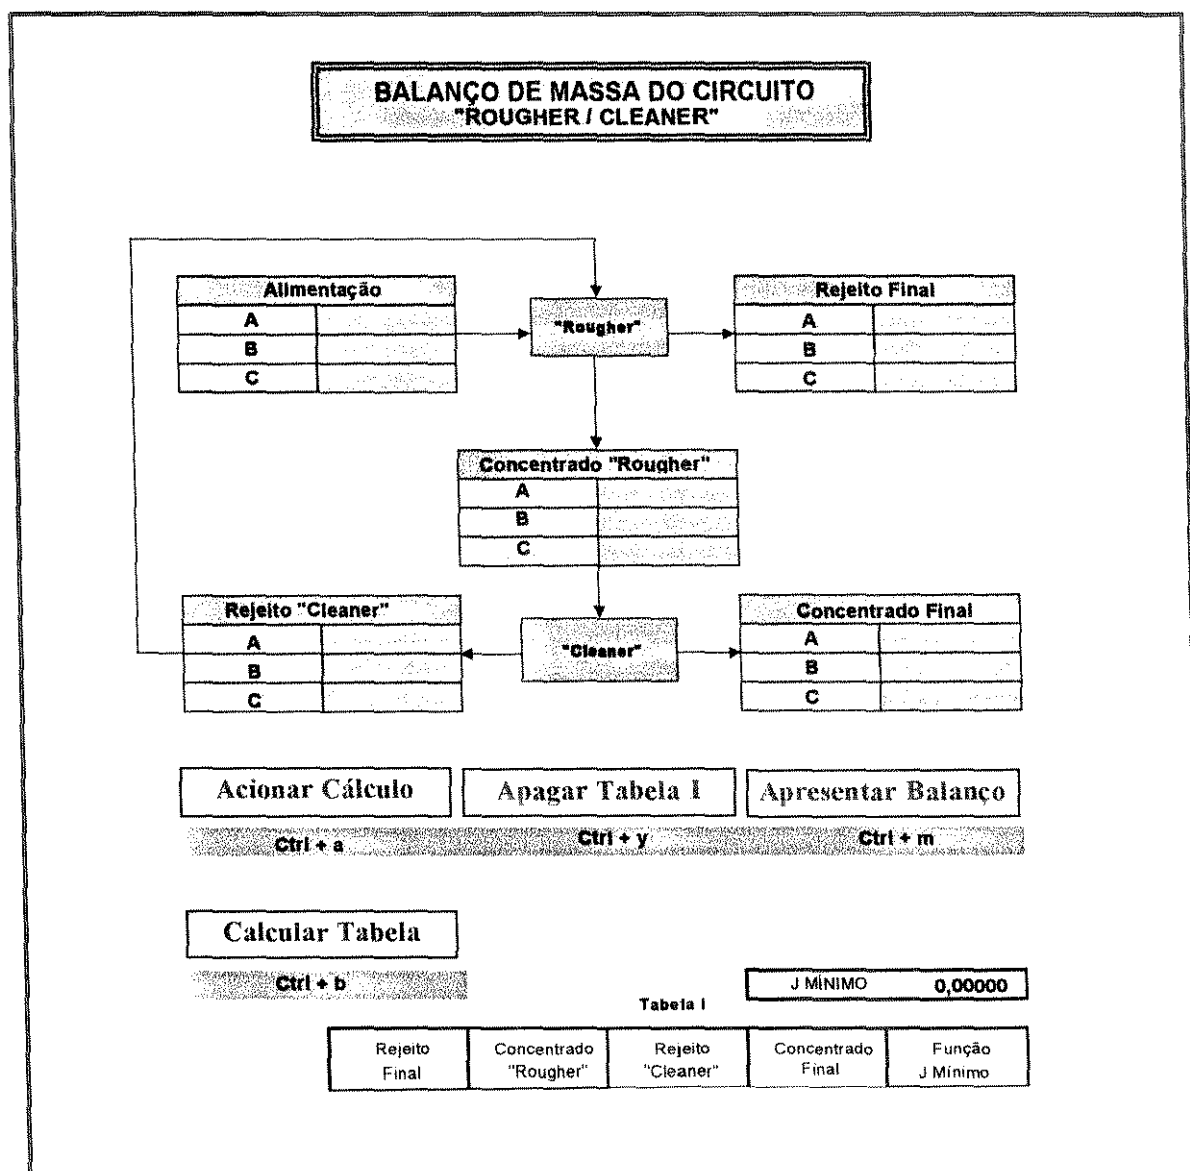 BALANÇO DE MASSA DO CIRCUITO
"ROUGHER / CLEANER"
Alimentação
A
B
C
"Rougher"
Rejeito Final
A
B
C
Concentrado "Rougher"
A
B
C
Rejeito "Cleaner"
A
B
C
"Cleaner"
Concentrado Final
A
B
C
Acionar Cálculo
Apagar Tabela I
Apresentar Balanço
Ctrl + a
Ctrl + y
Ctrl + m
Calcular Tabela
Ctrl + b
J MÍNIMO 0,00000
Tabela I
Rejeito
Final
Concentrado
"Rougher"
Rejeito
"Cleaner"
Concentrado
Final
Função
J Mínimo